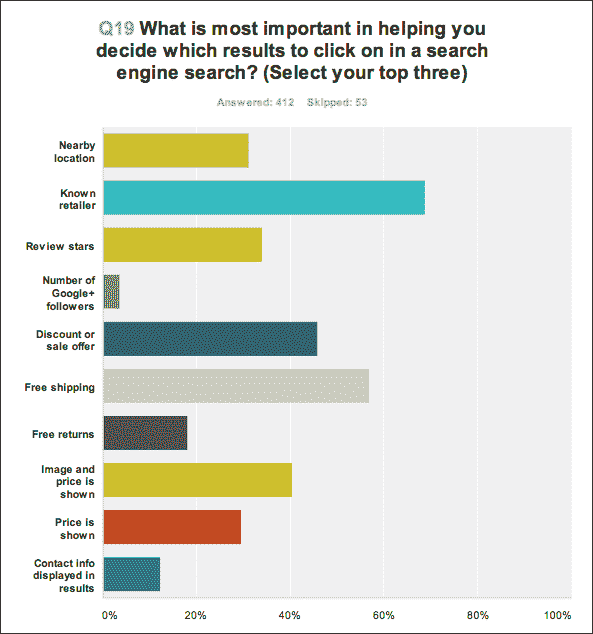 Q19 What is most important in helping you
decide which results to click on in a search
engine search? (Select your top three)
Answered: 412 Skipped: 53
Nearby
location
Known
retailer
Review stars
Number of
Google+
followers
Discount or
sale offer
Free shipping
Free returns
Image and
price is
shown
Price is
shown
Contact info
displayed in
results
0% 20% 40% 60% 80% 100%